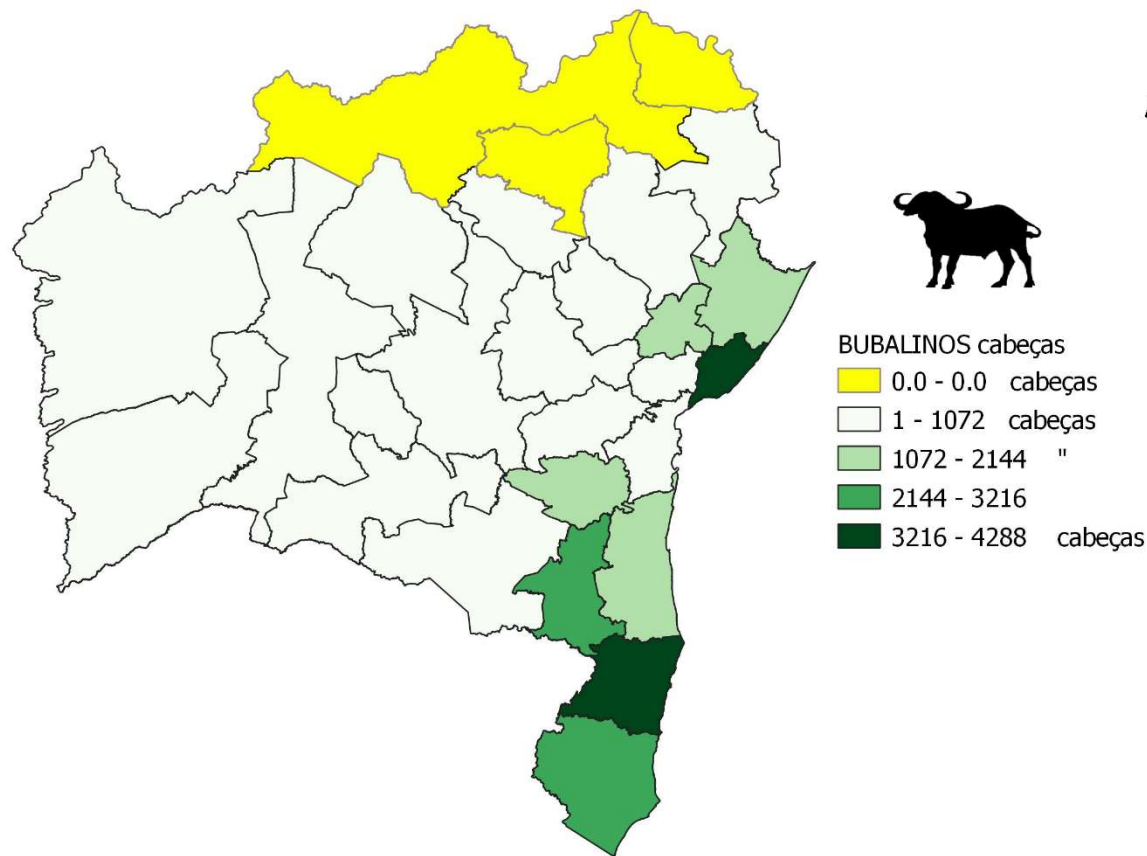 BUBALINOS cabeças
0.0 - 0.0 cabeças
1 - 1072 cabeças
1072 - 2144 "
2144 - 3216
3216 - 4288 cabeças